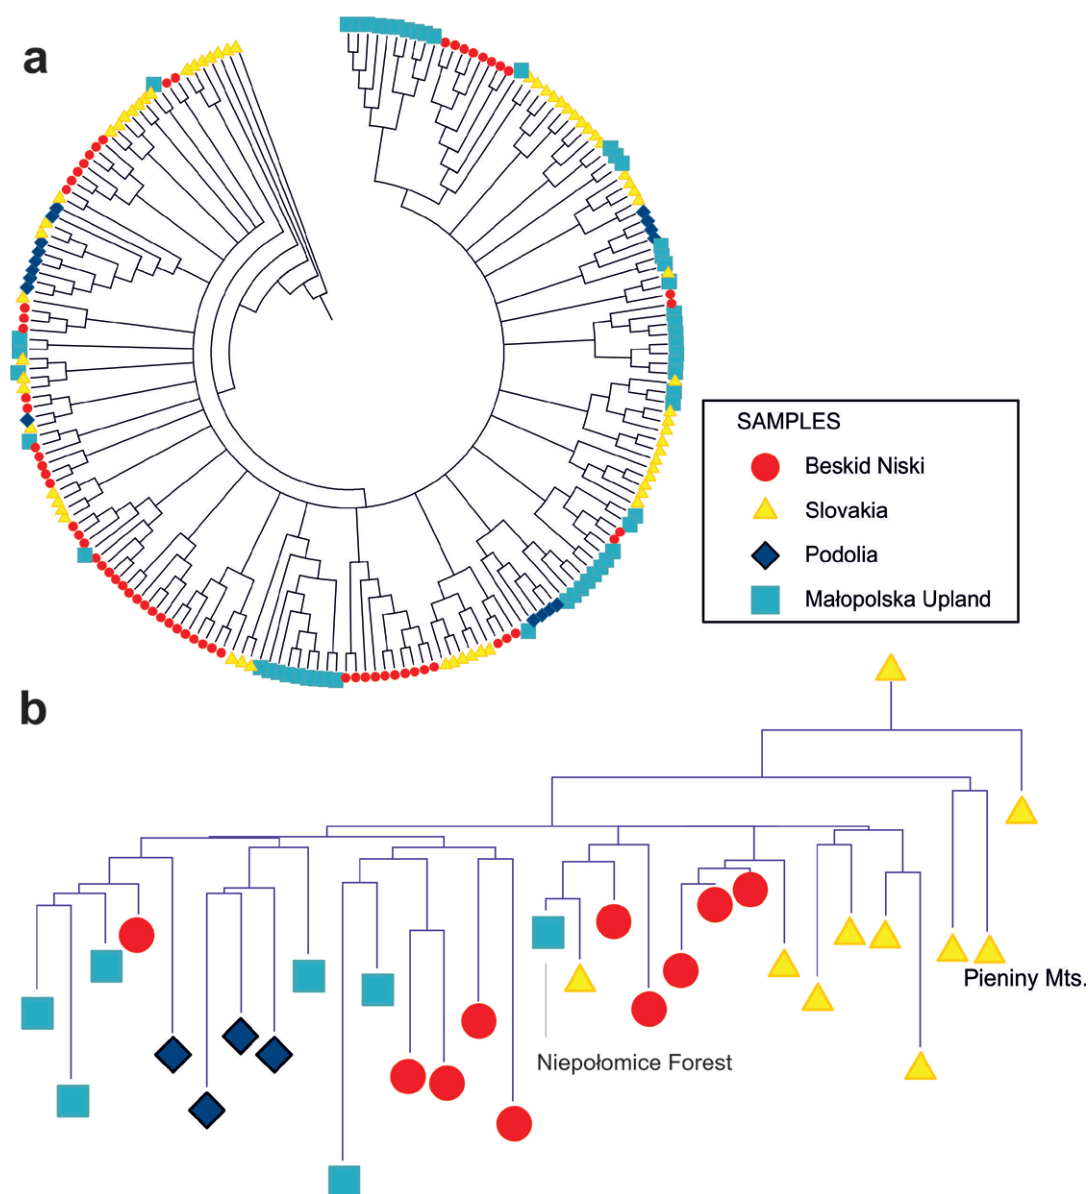 a
SAMPLES
Beskid Niski
Slovakia
Podolia
Małopolska Upland
b
Pieniny Mts.
Niepołomice Forest